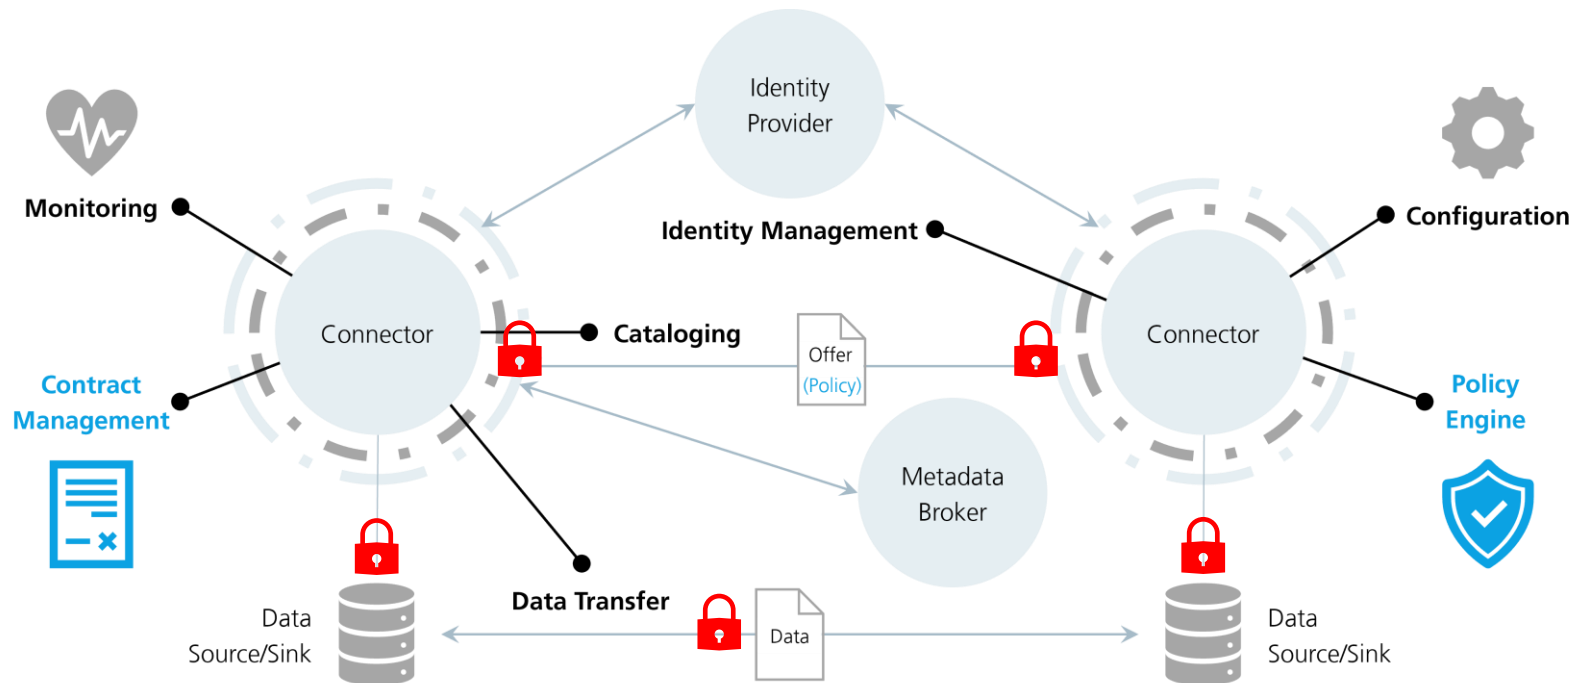 Identity
Provider
Monitoring
Identity Management
Configuration
Connector
Cataloging
Offer
(Policy)
Connector
Contract
Management
Policy
Engine
Metadata
Broker
Data Transfer
Data
Source/Sink
Data
Data
Source/Sink